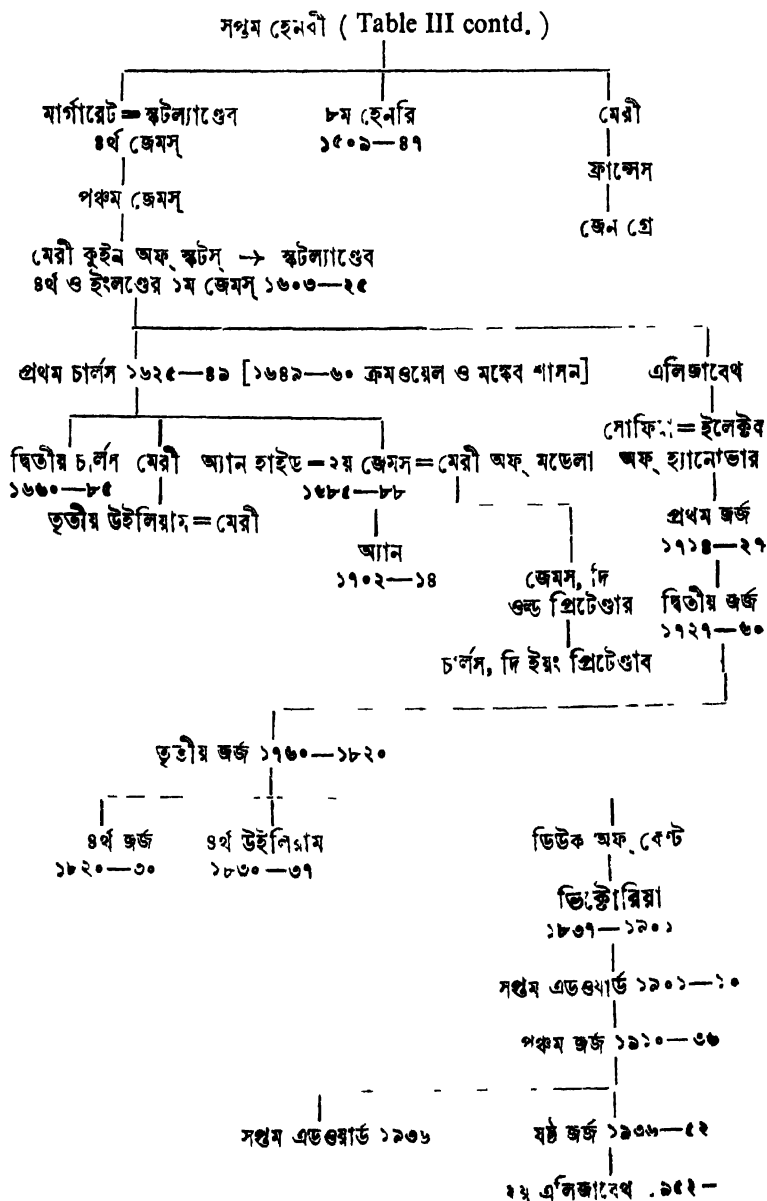 সপ্তম হেনবী ( Table III contd. )
মার্গারেট = স্কটল্যাণ্ডেব ৮ম হেনরি মেরী
৪র্থ জেমস্ ১৫০৯—৪৭
ফ্রান্সেস
পঞ্চম জেমস্
জেন গ্রে
মেরী কুইন অফ্ স্কটস্ → স্কটল্যাণ্ডেব
৪র্থ ও ইংলণ্ডের ১ম জেমস্ ১৬০৩—২৫
প্রথম চার্লস ১৬২৫—৪৯ [১৬৪৯—৬০ ক্রমওয়েল ও মঙ্কেব শাসন] এলিজাবেথ
সোফিয়া = ইলেক্টব
দ্বিতীয় চার্লস মেরী অ্যান হাইড = ২য় জেমস = মেরী অফ্ মডেলা অফ্ হ্যানোভার
১৬৬০—৮৫ ১৬৮৫—৮৮
তৃতীয় উইলিয়াম = মেরী প্রথম জর্জ
১৭১৪—২৭
অ্যান
১৭০২—১৪ জেমস, দি
ওল্ড প্রিটেণ্ডার দ্বিতীয় জর্জ
১৭২৭—৬০
চার্লস, দি ইয়ং প্রিটেণ্ডাব
তৃতীয় জর্জ ১৭৬০—১৮২০
৪র্থ জর্জ ৪র্থ উইলিয়াম ডিউক অফ্ কেণ্ট
১৮২০—৩০ ১৮৩০—৩৭
ভিক্টোরিয়া
১৮৩৭—১৯০১
সপ্তম এডওয়ার্ড ১৯০১—১০
পঞ্চম জর্জ ১৯১০—৩৬
সপ্তম এডওয়ার্ড ১৯৩৬ ষষ্ঠ জর্জ ১৯৩৬—৫২
২য় এলিজাবেথ ১৯৫২—